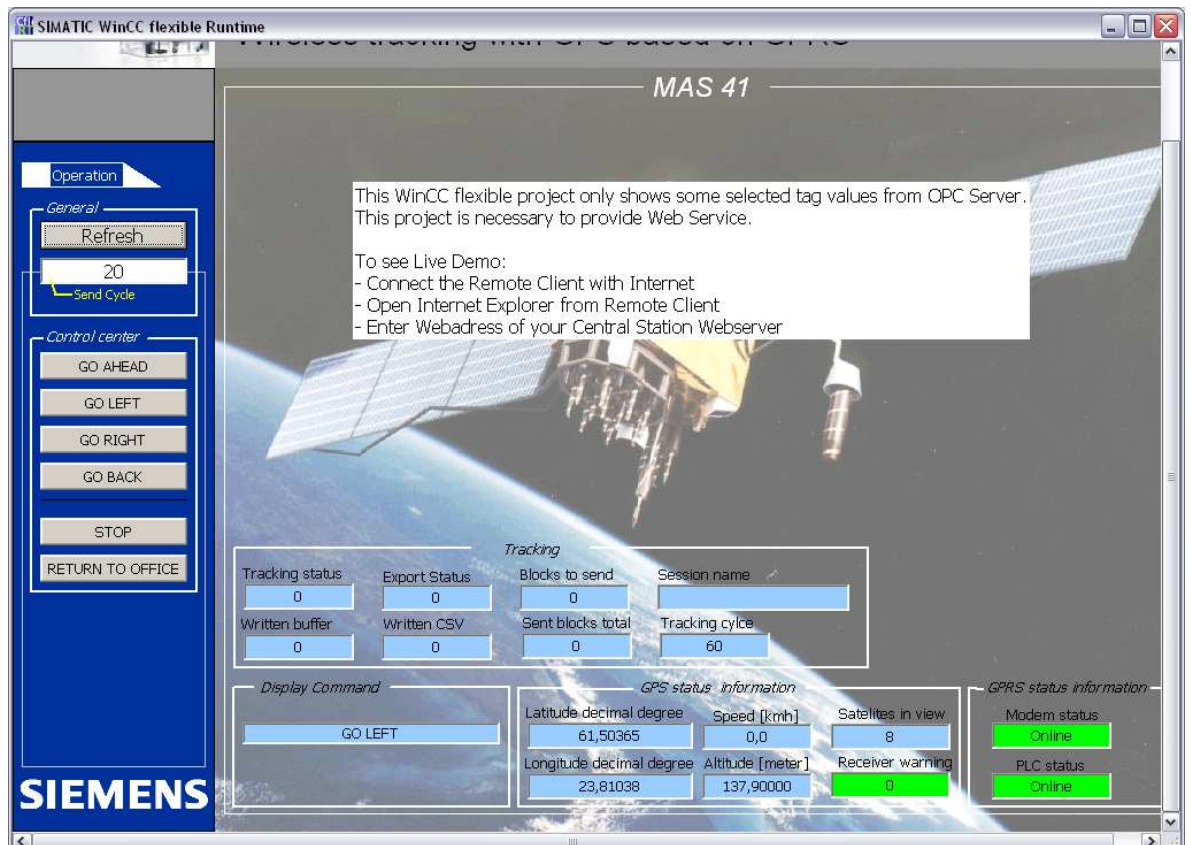 SIMATIC WinCC flexible Runtime
Wireless tracking with GPS based on GPRS
MAS 41
Operation
General
Refresh
20
Send Cycle
Control center
GO AHEAD
GO LEFT
GO RIGHT
GO BACK
STOP
RETURN TO OFFICE
SIEMENS
This WinCC flexible project only shows some selected tag values from OPC Server.
This project is necessary to provide Web Service.
To see Live Demo:
- Connect the Remote Client with Internet
- Open Internet Explorer from Remote Client
- Enter Webadress of your Central Station Webserver
Tracking
Tracking status
Export Status
Blocks to send
Session name
0
0
0
Written buffer
Written CSV
Sent blocks total
Tracking cylce
0
0
0
60
Display Command
GO LEFT
GPS status information
Latitude decimal degree
Speed [kmh]
Satelites in view
61,50365
0,0
8
Longitude decimal degree
Altitude [meter]
Receiver warning
23,81038
137,90000
0
GPRS status information
Modem status
Online
PLC status
Online